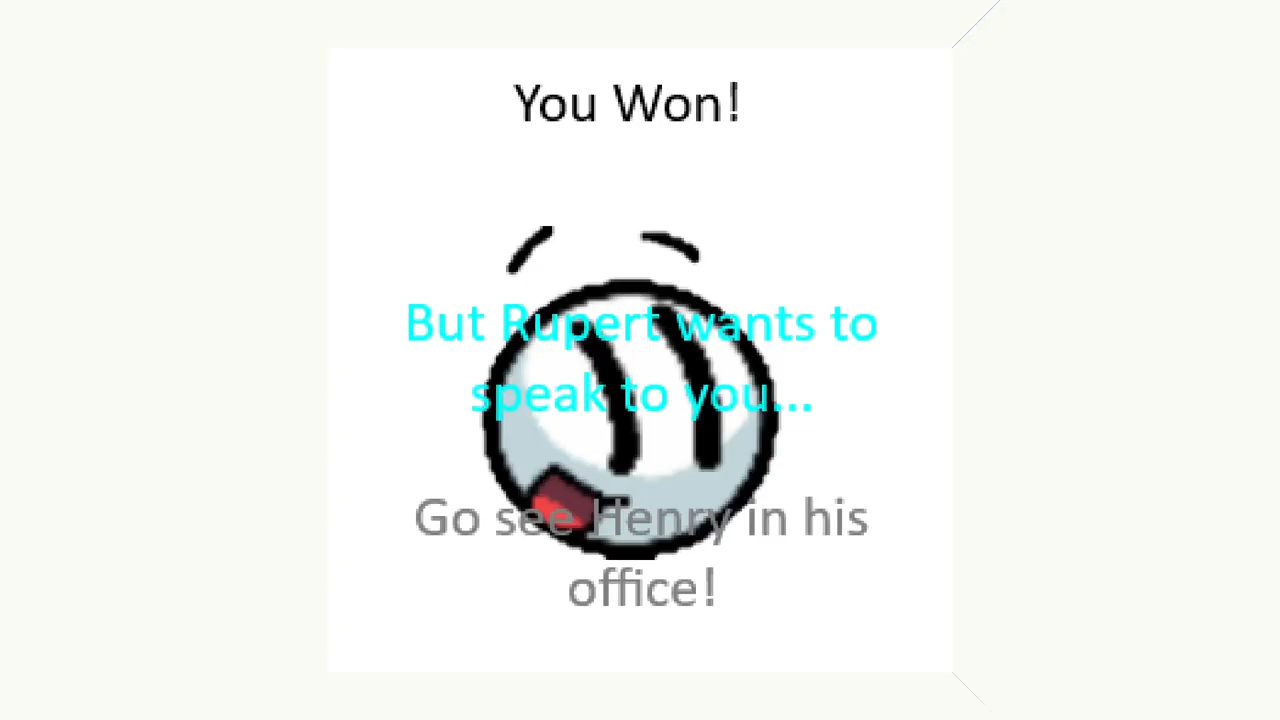 You Won!
But Rupert wants to
speak to you...
Go see Henry in his
office!